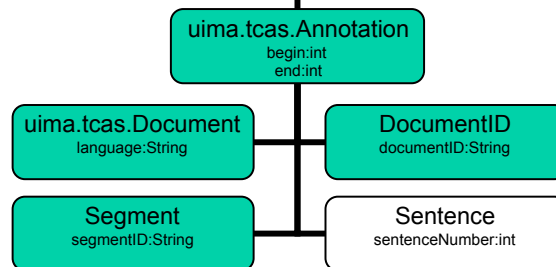 uima.tcas.Annotation
begin:int
end:int
uima.tcas.Document
language:String
DocumentID
documentID:String
Segment
segmentID:String
Sentence
sentenceNumber:int